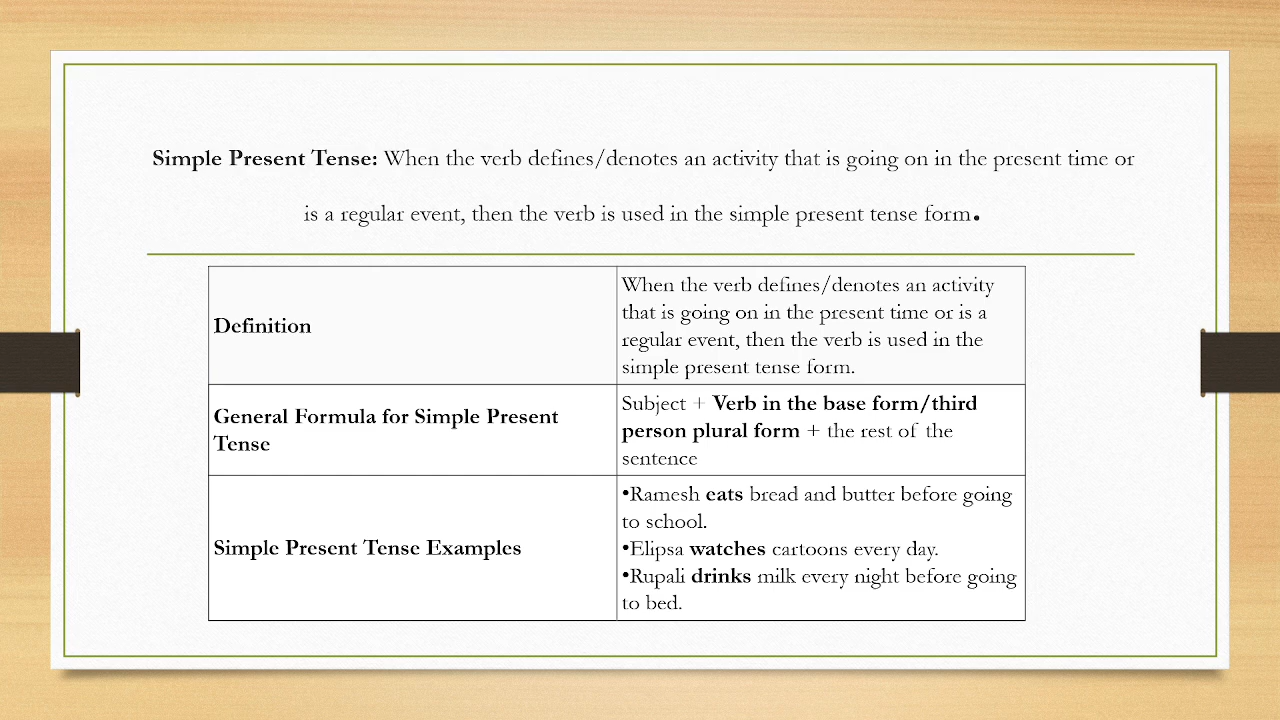 Simple Present Tense: When the verb defines/denotes an activity that is going on in the present time or
is a regular event, then the verb is used in the simple present tense form.
Definition
When the verb defines/denotes an activity
that is going on in the present time or is a
regular event, then the verb is used in the
simple present tense form.
General Formula for Simple Present
Tense
Subject + Verb in the base form/third
person plural form + the rest of the
sentence
Simple Present Tense Examples
•Ramesh eats bread and butter before going
to school.
•Elipsa watches cartoons every day.
•Rupali drinks milk every night before going
to bed.